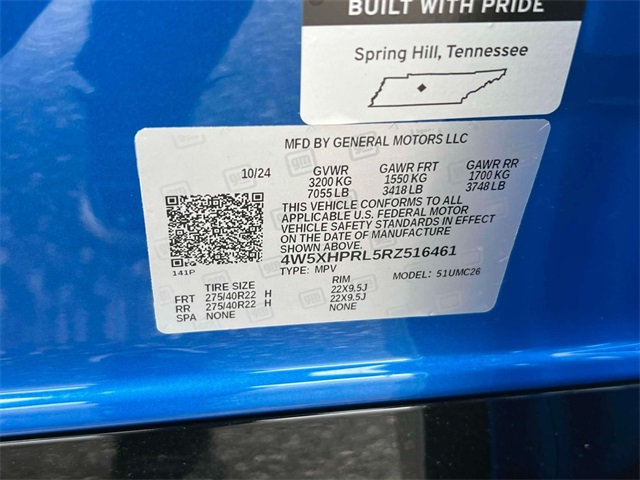 BUILT WITH PRIDE
Spring Hill, Tennessee
MFD BY GENERAL MOTORS LLC
10/24 GVWR GAWR FRT GAWR RR
3200 KG 1550 KG 1700 KG
7055 LB 3418 LB 3748 LB
THIS VEHICLE CONFORMS TO ALL
APPLICABLE U.S. FEDERAL MOTOR
VEHICLE SAFETY STANDARDS IN EFFECT
ON THE DATE OF MANUFACTURE
SHOWN ABOVE.
4W5XHPRL5RZ516461
141P TYPE: MPV MODEL: 51UMC26
TIRE SIZE RIM
FRT 275/40R22 H 22X9.5J
RR 275/40R22 H 22X9.5J
SPA NONE NONE